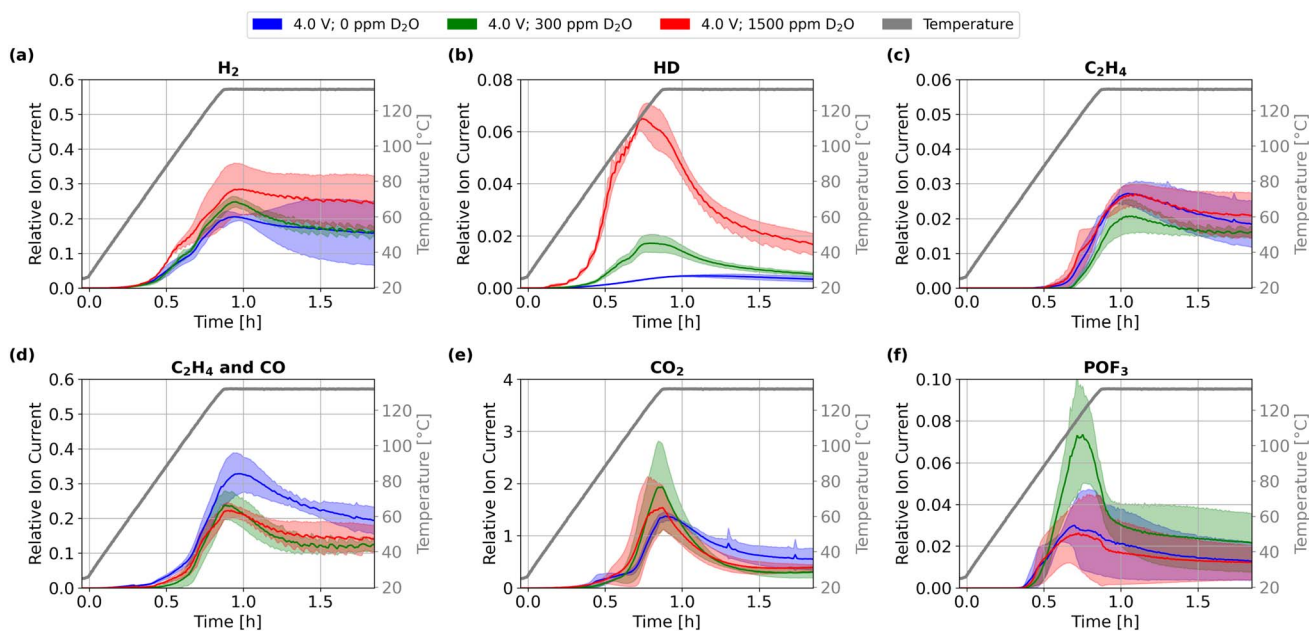 4.0 V; 0 ppm D₂O 4.0 V; 300 ppm D₂O 4.0 V; 1500 ppm D₂O Temperature
(a)
H₂
0.6
0.5
0.4
0.3
0.2
0.1
0.0
Relative Ion Current
120
100
80
60
40
20
Temperature [°C]
0.0 0.5 1.0 1.5
Time [h]
(b)
HD
0.08
0.06
0.04
0.02
0.00
Relative Ion Current
120
100
80
60
40
20
Temperature [°C]
0.0 0.5 1.0 1.5
Time [h]
(c)
C₂H₄
0.06
0.05
0.04
0.03
0.02
0.01
0.00
Relative Ion Current
120
100
80
60
40
20
Temperature [°C]
0.0 0.5 1.0 1.5
Time [h]
(d)
C₂H₄ and CO
0.6
0.5
0.4
0.3
0.2
0.1
0.0
Relative Ion Current
120
100
80
60
40
20
Temperature [°C]
0.0 0.5 1.0 1.5
Time [h]
(e)
CO₂
4
3
2
1
0
Relative Ion Current
120
100
80
60
40
20
Temperature [°C]
0.0 0.5 1.0 1.5
Time [h]
(f)
POF₃
0.10
0.08
0.06
0.04
0.02
0.00
Relative Ion Current
120
100
80
60
40
20
Temperature [°C]
0.0 0.5 1.0 1.5
Time [h]